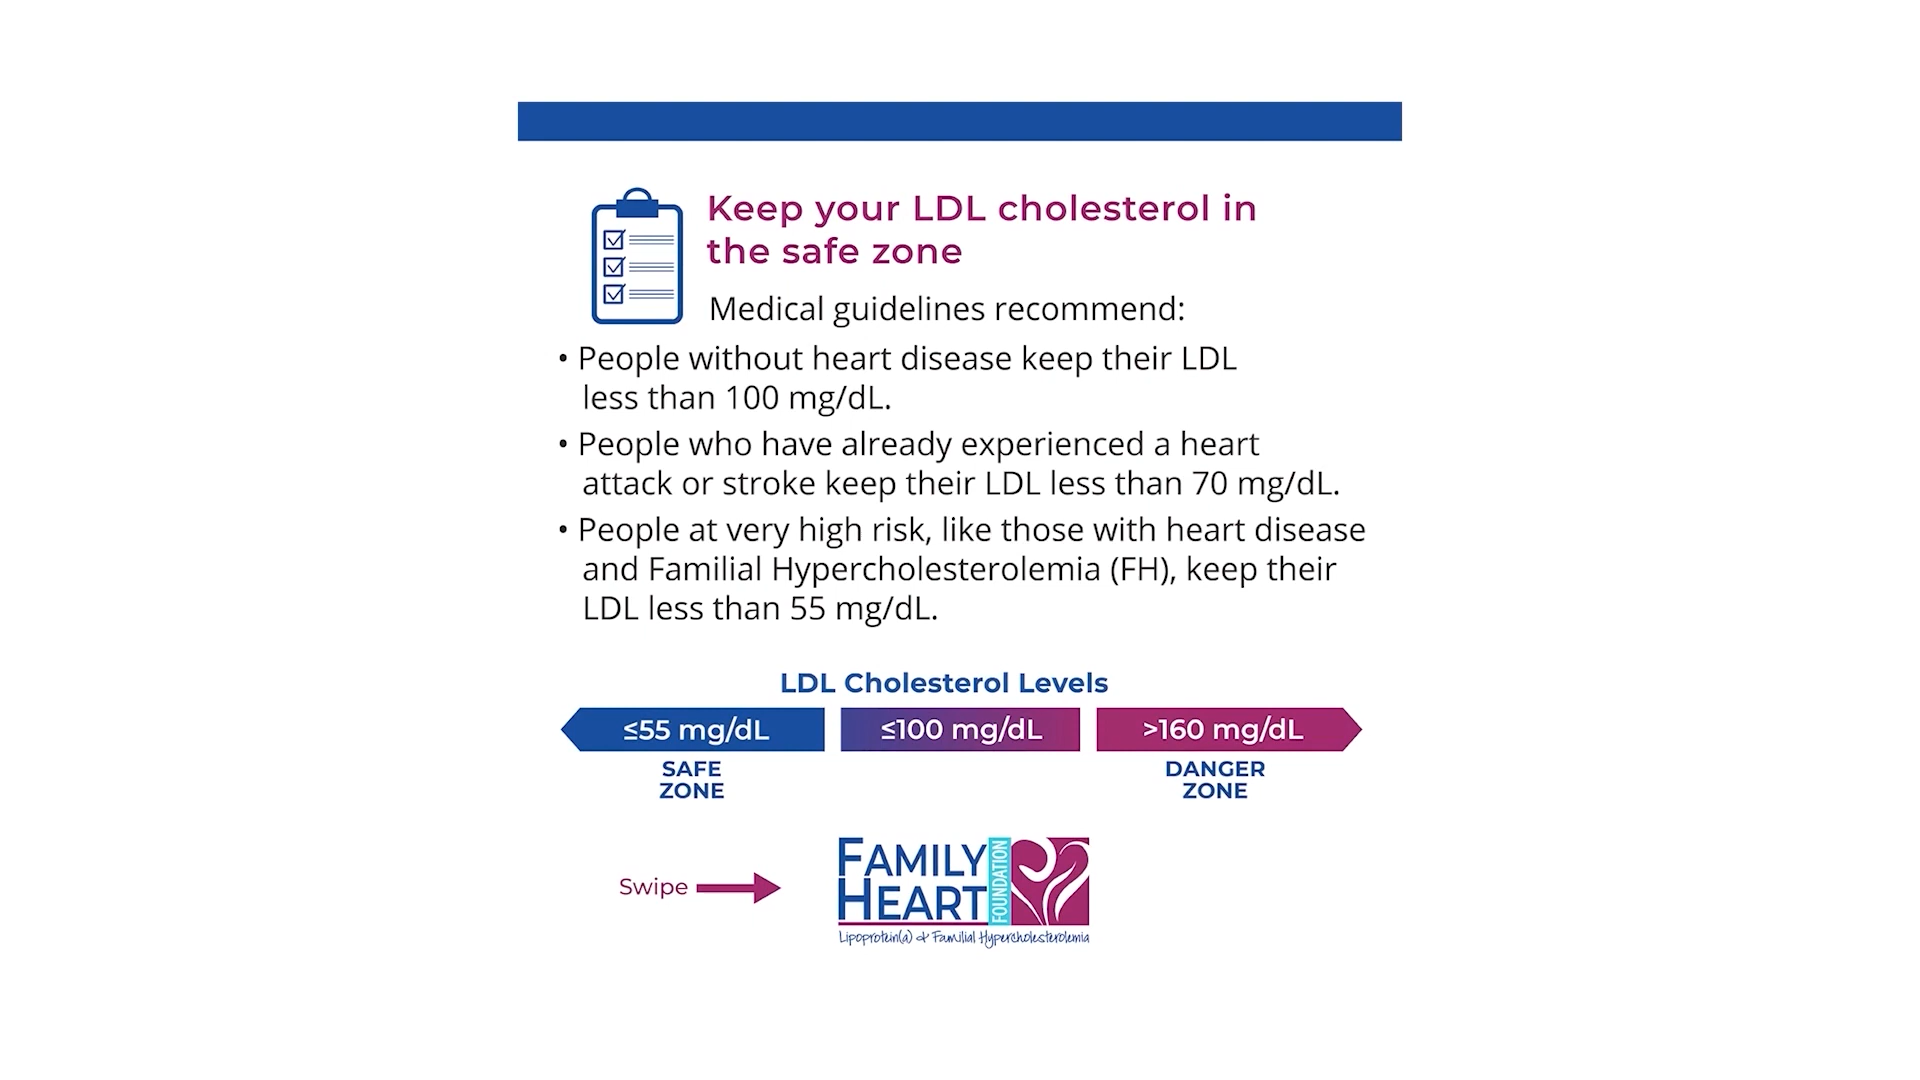 Keep your LDL cholesterol in
the safe zone
Medical guidelines recommend:
• People without heart disease keep their LDL
less than 100 mg/dL.
• People who have already experienced a heart
attack or stroke keep their LDL less than 70 mg/dL.
• People at very high risk, like those with heart disease
and Familial Hypercholesterolemia (FH), keep their
LDL less than 55 mg/dL.
LDL Cholesterol Levels
≤55 mg/dL
≤100 mg/dL
>160 mg/dL
SAFE
ZONE
DANGER
ZONE
Swipe
FAMILY
HEART
FOUNDATION
Lipoprotein(a) & Familial Hypercholesterolemia